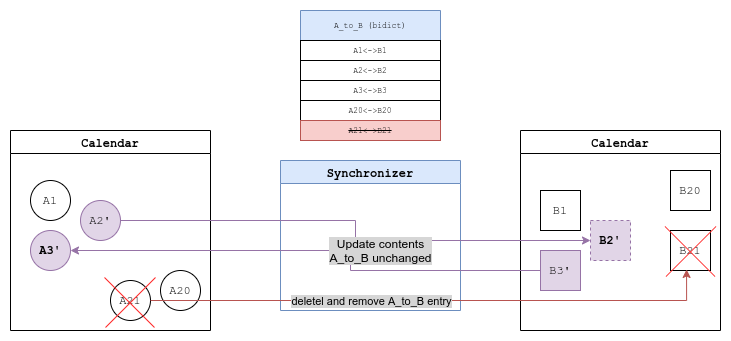 A_to_B (bidict)
A1<->B1
A2<->B2
A3<->B3
A20<->B20
A21<->B21
Calendar
Synchronizer
Calendar
A1
A2'
A3'
A21
A20
Update contents
A_to_B unchanged
deletel and remove A_to_B entry
B1
B20
B2'
B21
B3'